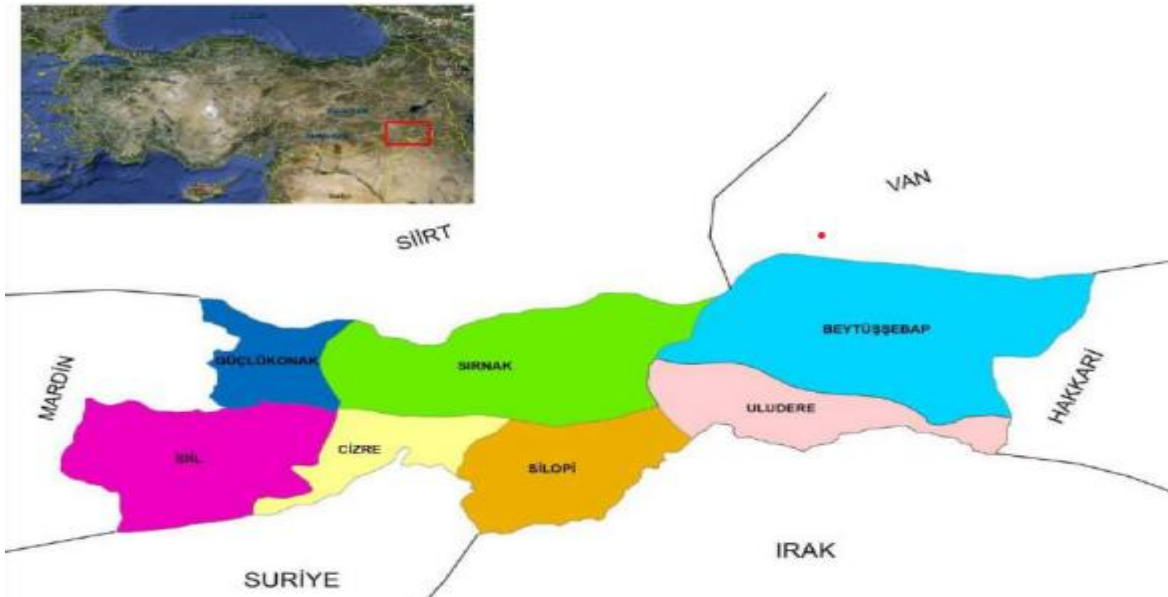 SİİRT
VAN
BEYTÜŞŞEBAP
GÜÇLÜKONAK
SIRNAK
MARDİN
HAKKARİ
ULUDERE
CİZRE
İDİL
SİLOPİ
IRAK
SURİYE